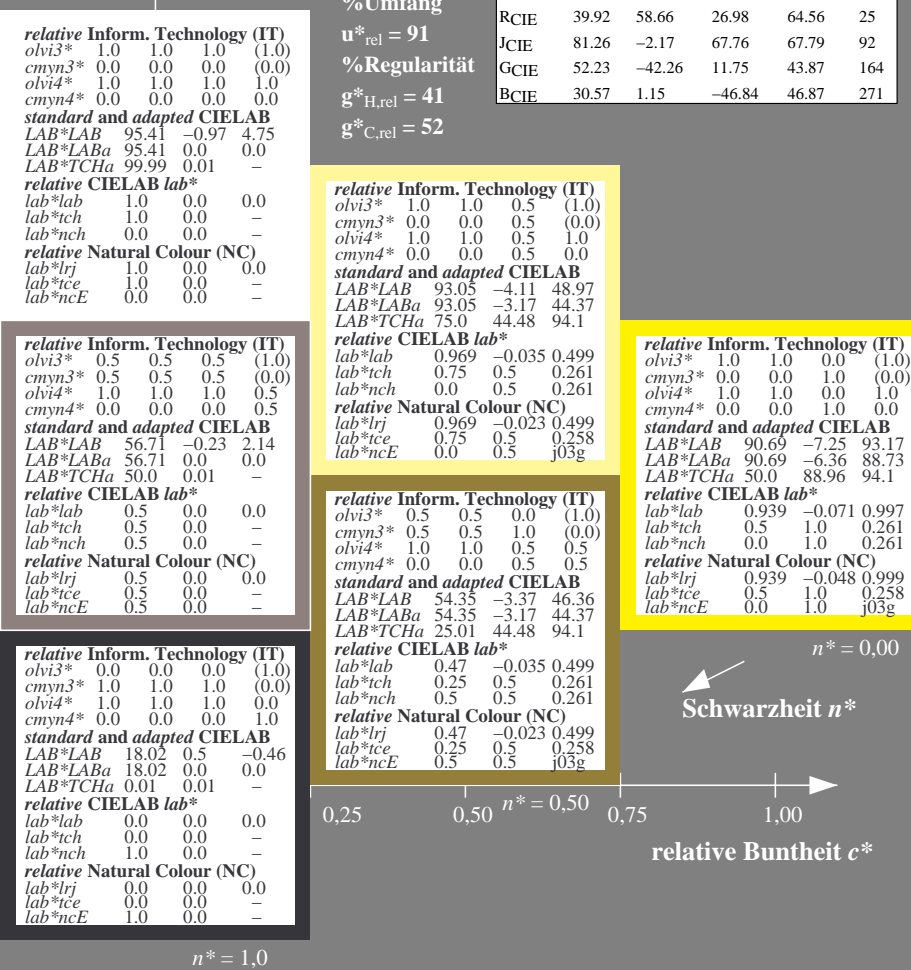 %Umfang
u*rel = 91
%Regularität
g*H,rel = 41
g*C,rel = 52
RCIE 39.92 58.66 26.98 64.56 25
JCIE 81.26 −2.17 67.76 67.79 92
GCIE 52.23 −42.26 11.75 43.87 164
BCIE 30.57 1.15 −46.84 46.87 271
relative Inform. Technology (IT)
olvi3* 1.0 1.0 1.0 (1.0)
cmyn3* 0.0 0.0 0.0 (0.0)
olvi4* 1.0 1.0 1.0 1.0
cmyn4* 0.0 0.0 0.0 0.0
standard and adapted CIELAB
LAB*LAB 95.41 −0.97 4.75
LAB*LABa 95.41 0.0 0.0
LAB*TCHa 99.99 0.01 –
relative CIELAB lab*
lab*lab 1.0 0.0 0.0
lab*tch 1.0 0.0 –
lab*nch 0.0 0.0 –
relative Natural Colour (NC)
lab*lrj 1.0 0.0 0.0
lab*tce 1.0 0.0 –
lab*ncE 0.0 0.0 –
relative Inform. Technology (IT)
olvi3* 1.0 1.0 0.5 (1.0)
cmyn3* 0.0 0.0 0.5 (0.0)
olvi4* 1.0 1.0 0.5 1.0
cmyn4* 0.0 0.0 0.5 0.0
standard and adapted CIELAB
LAB*LAB 93.05 −4.11 48.97
LAB*LABa 93.05 −3.17 44.37
LAB*TCHa 75.0 44.48 94.1
relative CIELAB lab*
lab*lab 0.969 −0.035 0.499
lab*tch 0.75 0.5 0.261
lab*nch 0.0 0.5 0.261
relative Natural Colour (NC)
lab*lrj 0.969 −0.023 0.499
lab*tce 0.75 0.5 0.258
lab*ncE 0.0 0.5 j03g
relative Inform. Technology (IT)
olvi3* 0.5 0.5 0.5 (1.0)
cmyn3* 0.5 0.5 0.5 (0.0)
olvi4* 1.0 1.0 1.0 0.5
cmyn4* 0.0 0.0 0.0 0.5
standard and adapted CIELAB
LAB*LAB 56.71 −0.23 2.14
LAB*LABa 56.71 0.0 0.0
LAB*TCHa 50.0 0.01 –
relative CIELAB lab*
lab*lab 0.5 0.0 0.0
lab*tch 0.5 0.0 –
lab*nch 0.5 0.0 –
relative Natural Colour (NC)
lab*lrj 0.5 0.0 0.0
lab*tce 0.5 0.0 –
lab*ncE 0.5 0.0 –
relative Inform. Technology (IT)
olvi3* 1.0 1.0 0.0 (1.0)
cmyn3* 0.0 0.0 1.0 (0.0)
olvi4* 1.0 1.0 0.0 1.0
cmyn4* 0.0 0.0 1.0 0.0
standard and adapted CIELAB
LAB*LAB 90.69 −7.25 93.17
LAB*LABa 90.69 −6.36 88.73
LAB*TCHa 50.0 88.96 94.1
relative CIELAB lab*
lab*lab 0.939 −0.071 0.997
lab*tch 0.5 1.0 0.261
lab*nch 0.0 1.0 0.261
relative Natural Colour (NC)
lab*lrj 0.939 −0.048 0.999
lab*tce 0.5 1.0 0.258
lab*ncE 0.0 1.0 j03g
relative Inform. Technology (IT)
olvi3* 0.5 0.5 0.0 (1.0)
cmyn3* 0.5 0.5 1.0 (0.0)
olvi4* 1.0 1.0 0.5 0.5
cmyn4* 0.0 0.0 0.5 0.5
standard and adapted CIELAB
LAB*LAB 54.35 −3.37 46.36
LAB*LABa 54.35 −3.17 44.37
LAB*TCHa 25.01 44.48 94.1
relative CIELAB lab*
lab*lab 0.47 −0.035 0.499
lab*tch 0.25 0.5 0.261
lab*nch 0.5 0.5 0.261
relative Natural Colour (NC)
lab*lrj 0.47 −0.023 0.499
lab*tce 0.25 0.5 0.258
lab*ncE 0.5 0.5 j03g
relative Inform. Technology (IT)
olvi3* 0.0 0.0 0.0 (1.0)
cmyn3* 1.0 1.0 1.0 (0.0)
olvi4* 1.0 1.0 1.0 0.0
cmyn4* 0.0 0.0 0.0 1.0
standard and adapted CIELAB
LAB*LAB 18.02 0.5 −0.46
LAB*LABa 18.02 0.0 0.0
LAB*TCHa 0.01 0.01 –
relative CIELAB lab*
lab*lab 0.0 0.0 0.0
lab*tch 0.0 0.0 –
lab*nch 1.0 0.0 –
relative Natural Colour (NC)
lab*lrj 0.0 0.0 0.0
lab*tce 0.0 0.0 –
lab*ncE 1.0 0.0 –
n* = 0,00
Schwarzheit n*
n* = 0,50
0,25 0,50 0,75 1,00
relative Buntheit c*
n* = 1,0